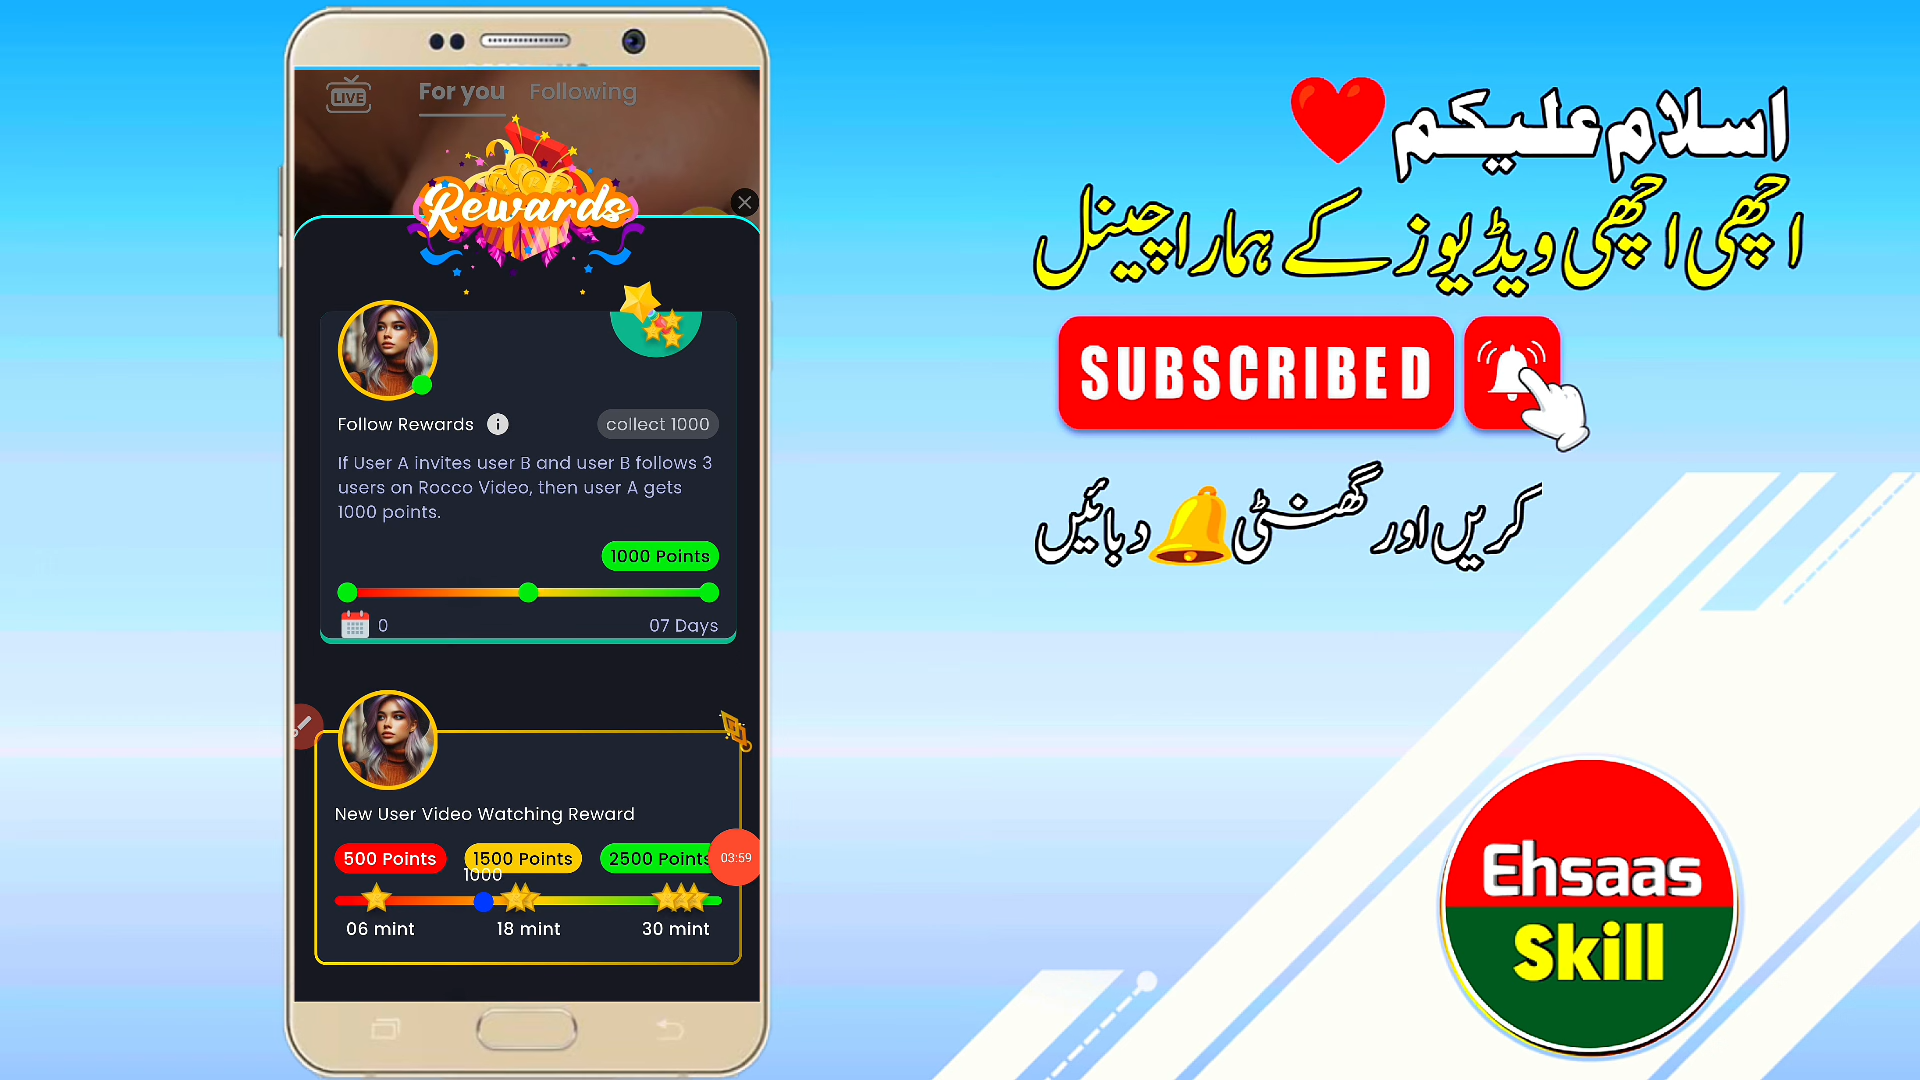 LIVE
For you Following
Rewards
Follow Rewards i collect 1000
If User A invites user B and user B follows 3
users on Rocco Video, then user A gets
1000 points.
1000 Points
0 07 Days
New User Video Watching Reward
500 Points 1500 Points 2500 Points
03:59
1000
06 mint 18 mint 30 mint
اسلام علیکم
اچھی اچھی ویڈیوز کے ہمارا چینل
SUBSCRIBED
کریں اور گھنٹی دبائیں
Ehsaas
Skill